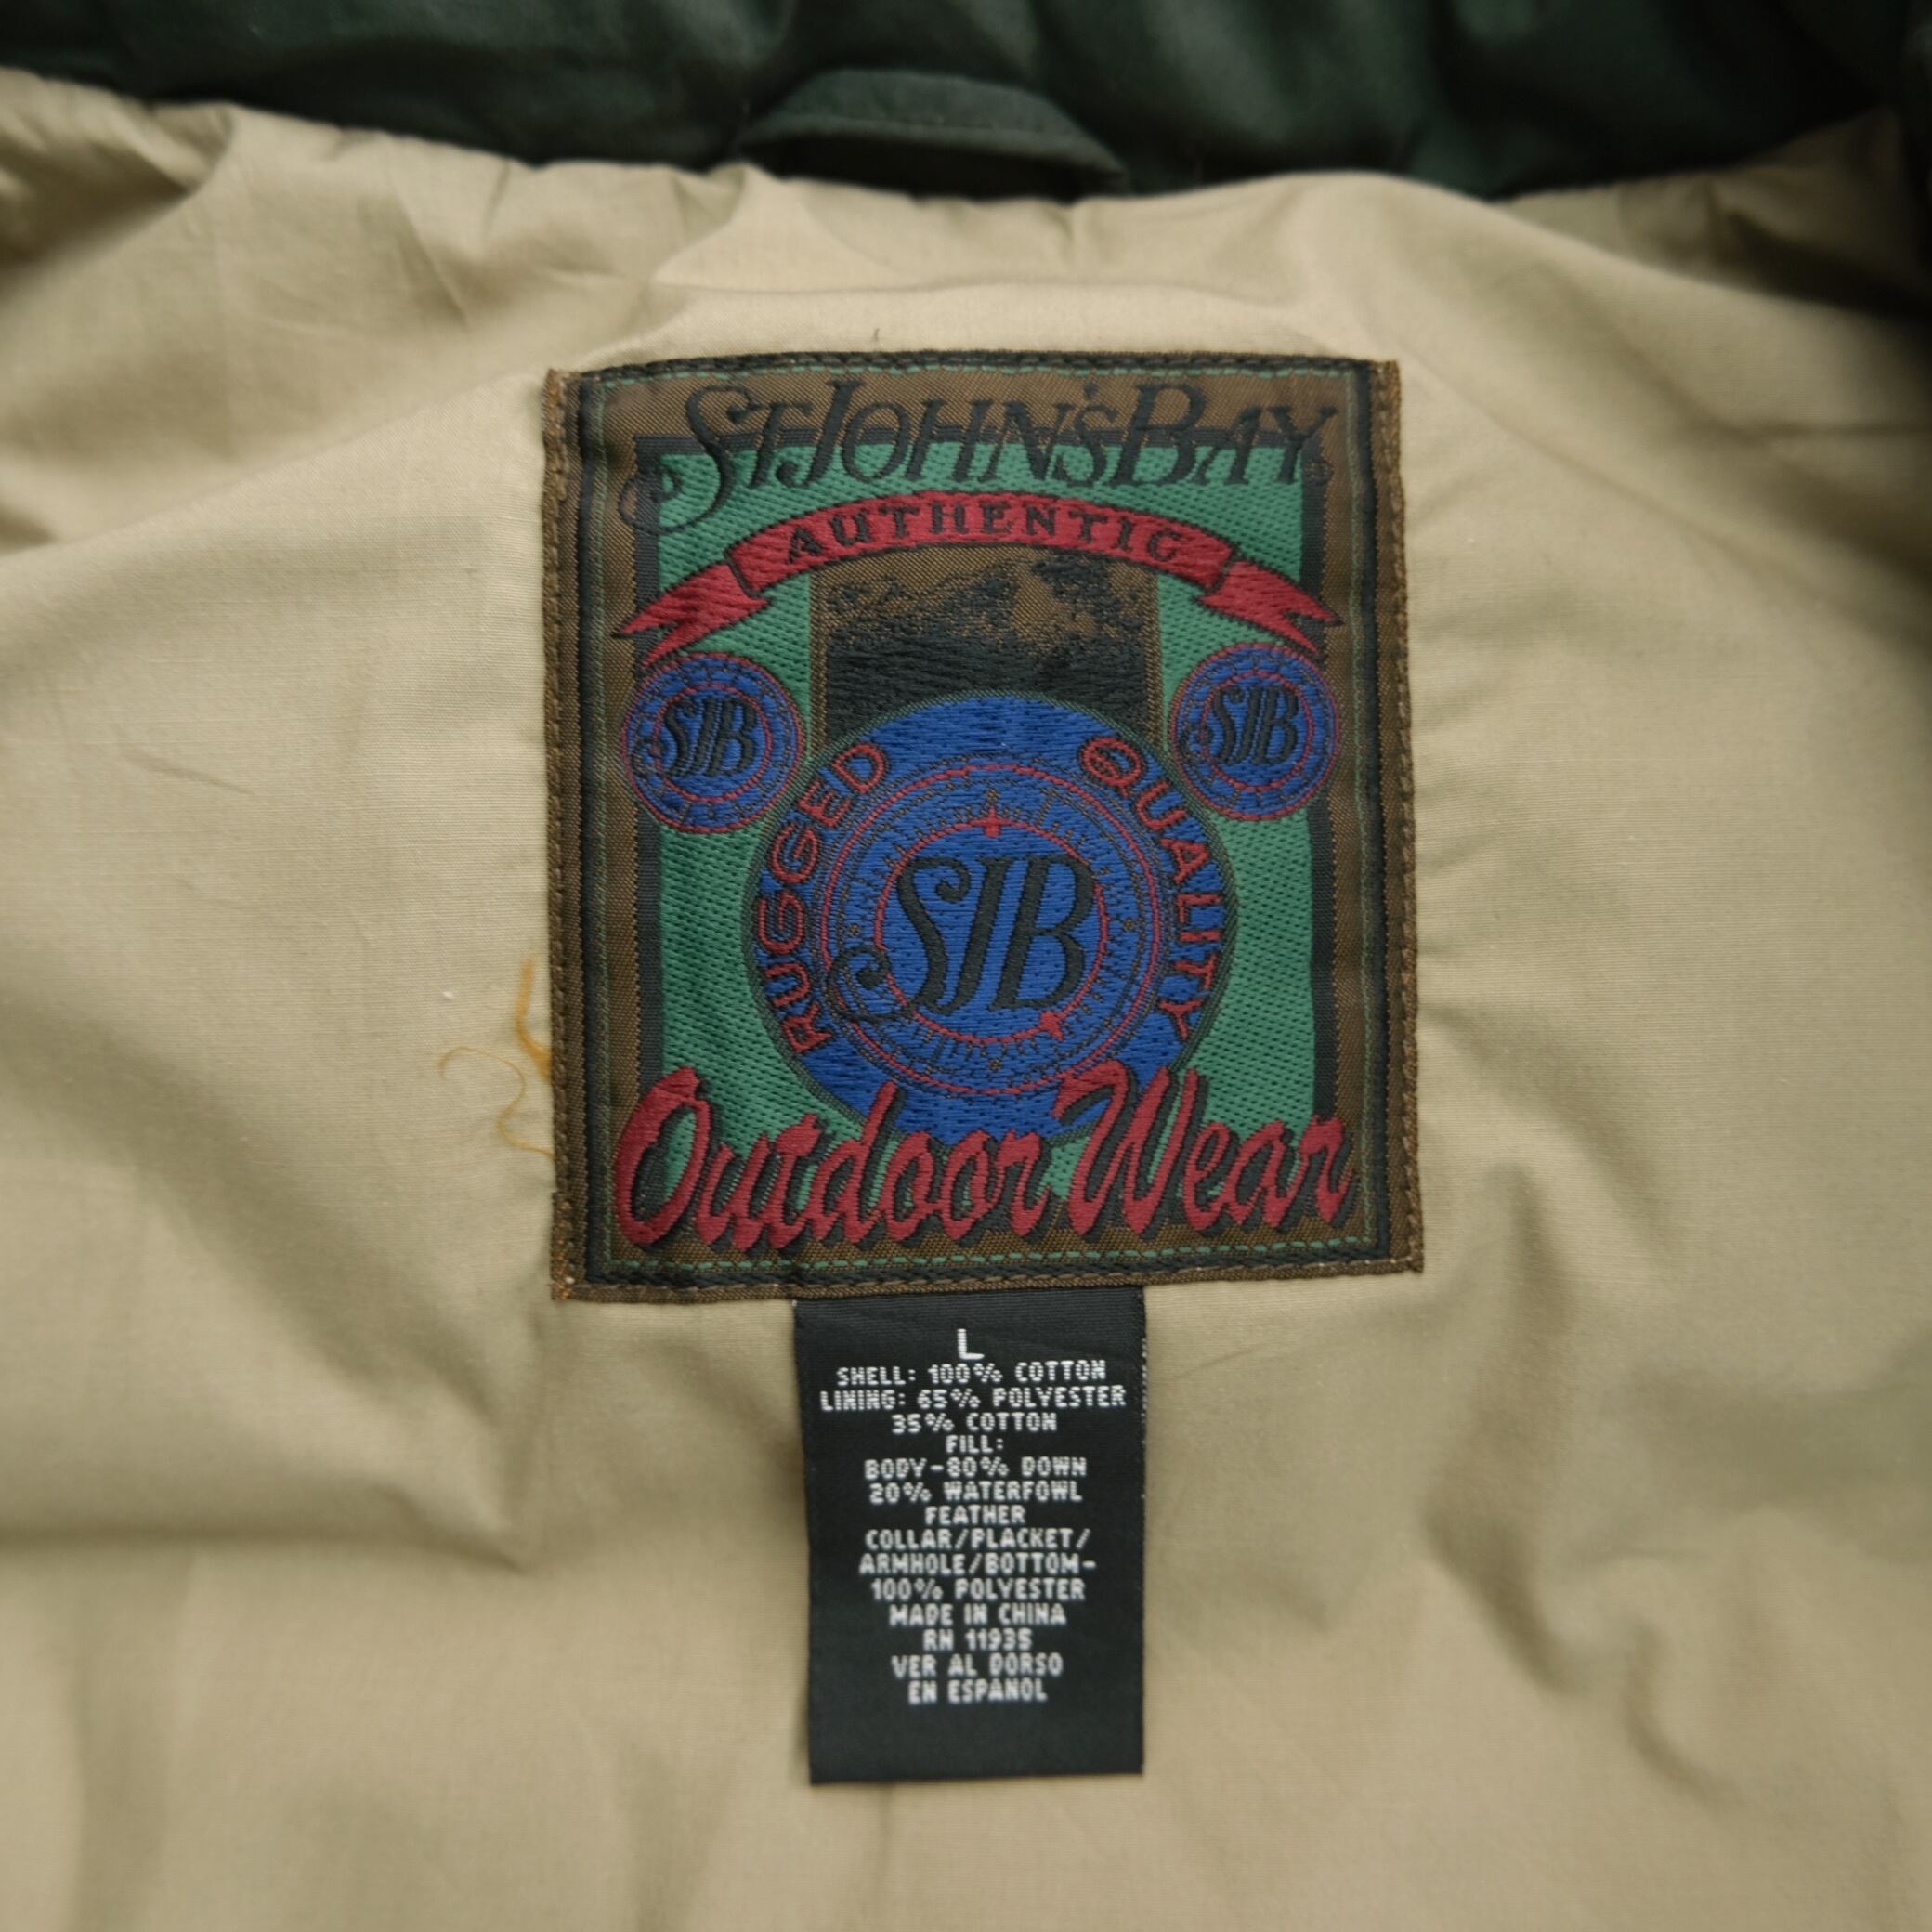 ST JOHN'S BAY®
AUTHENTIC
SJB
SJB
RUGGED QUALITY
SJB
Outdoor Wear
L
SHELL: 100% COTTON
LINING: 65% POLYESTER
35% COTTON
FILL:
BODY-80% DOWN
20% WATERFOWL
FEATHER
COLLAR/PLACKET/
ARMHOLE/BOTTOM-
100% POLYESTER
MADE IN CHINA
RN 11935
VER AL DORSO
EN ESPANOL